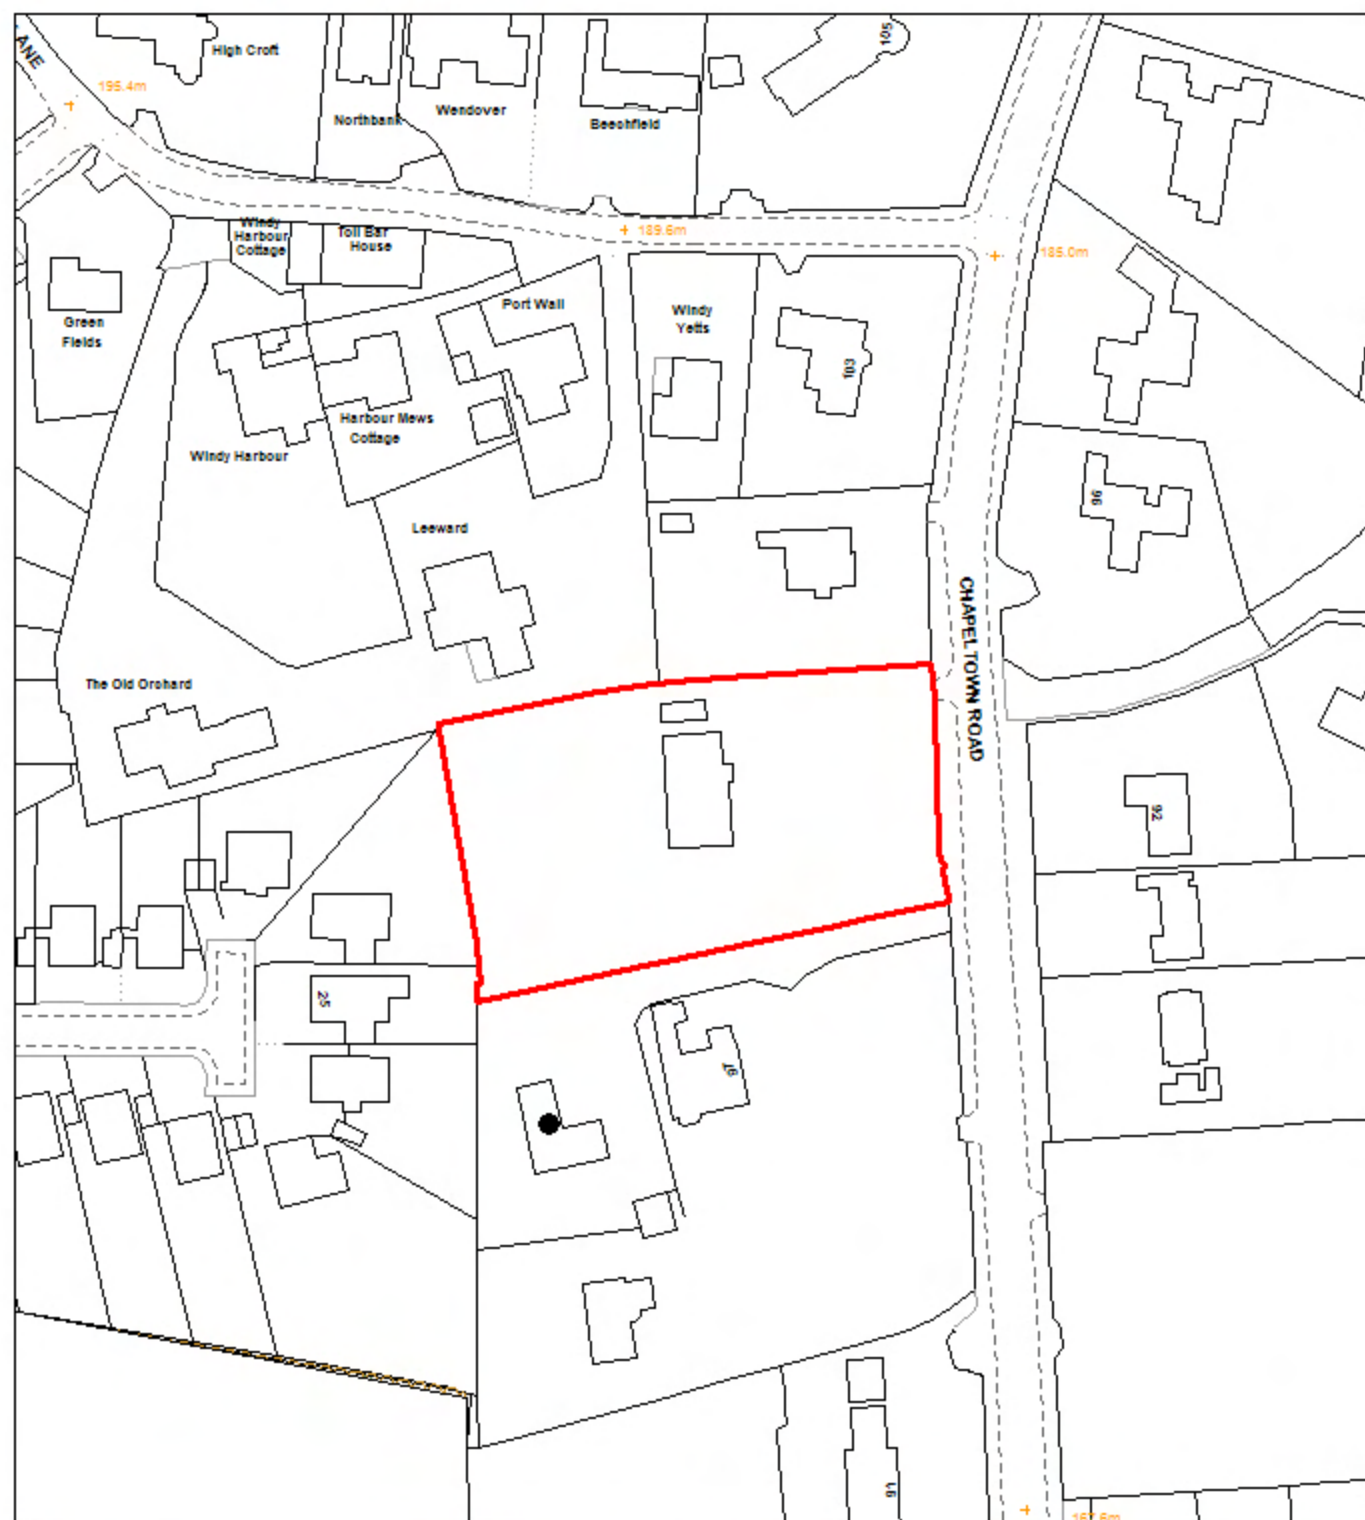 LANE
High Croft
105
195.4m
Northbank
Wendover
Beechfield
Windy
Harbour
Cottage
Toll Bar
House
189.6m
185.0m
Green
Fields
Port Wall
Windy
Yetts
103
Harbour Mews
Cottage
Windy Harbour
96
Leeward
CHAPELTOWN ROAD
The Old Orchard
92
25
97
91